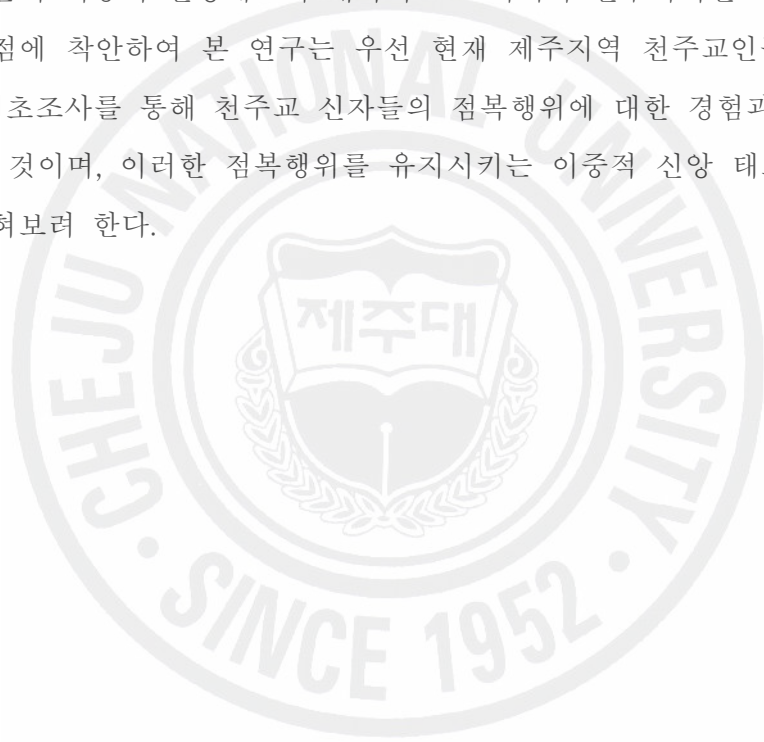 점에 착안하여 본 연구는 우선 현재 제주지역 천주교인
초조사를 통해 천주교 신자들의 점복행위에 대한 경험과
것이며, 이러한 점복행위를 유지시키는 이중적 신앙 태
혀보려 한다.
CHEJU NATIONAL UNIVERSITY
제주대
SINCE 1952